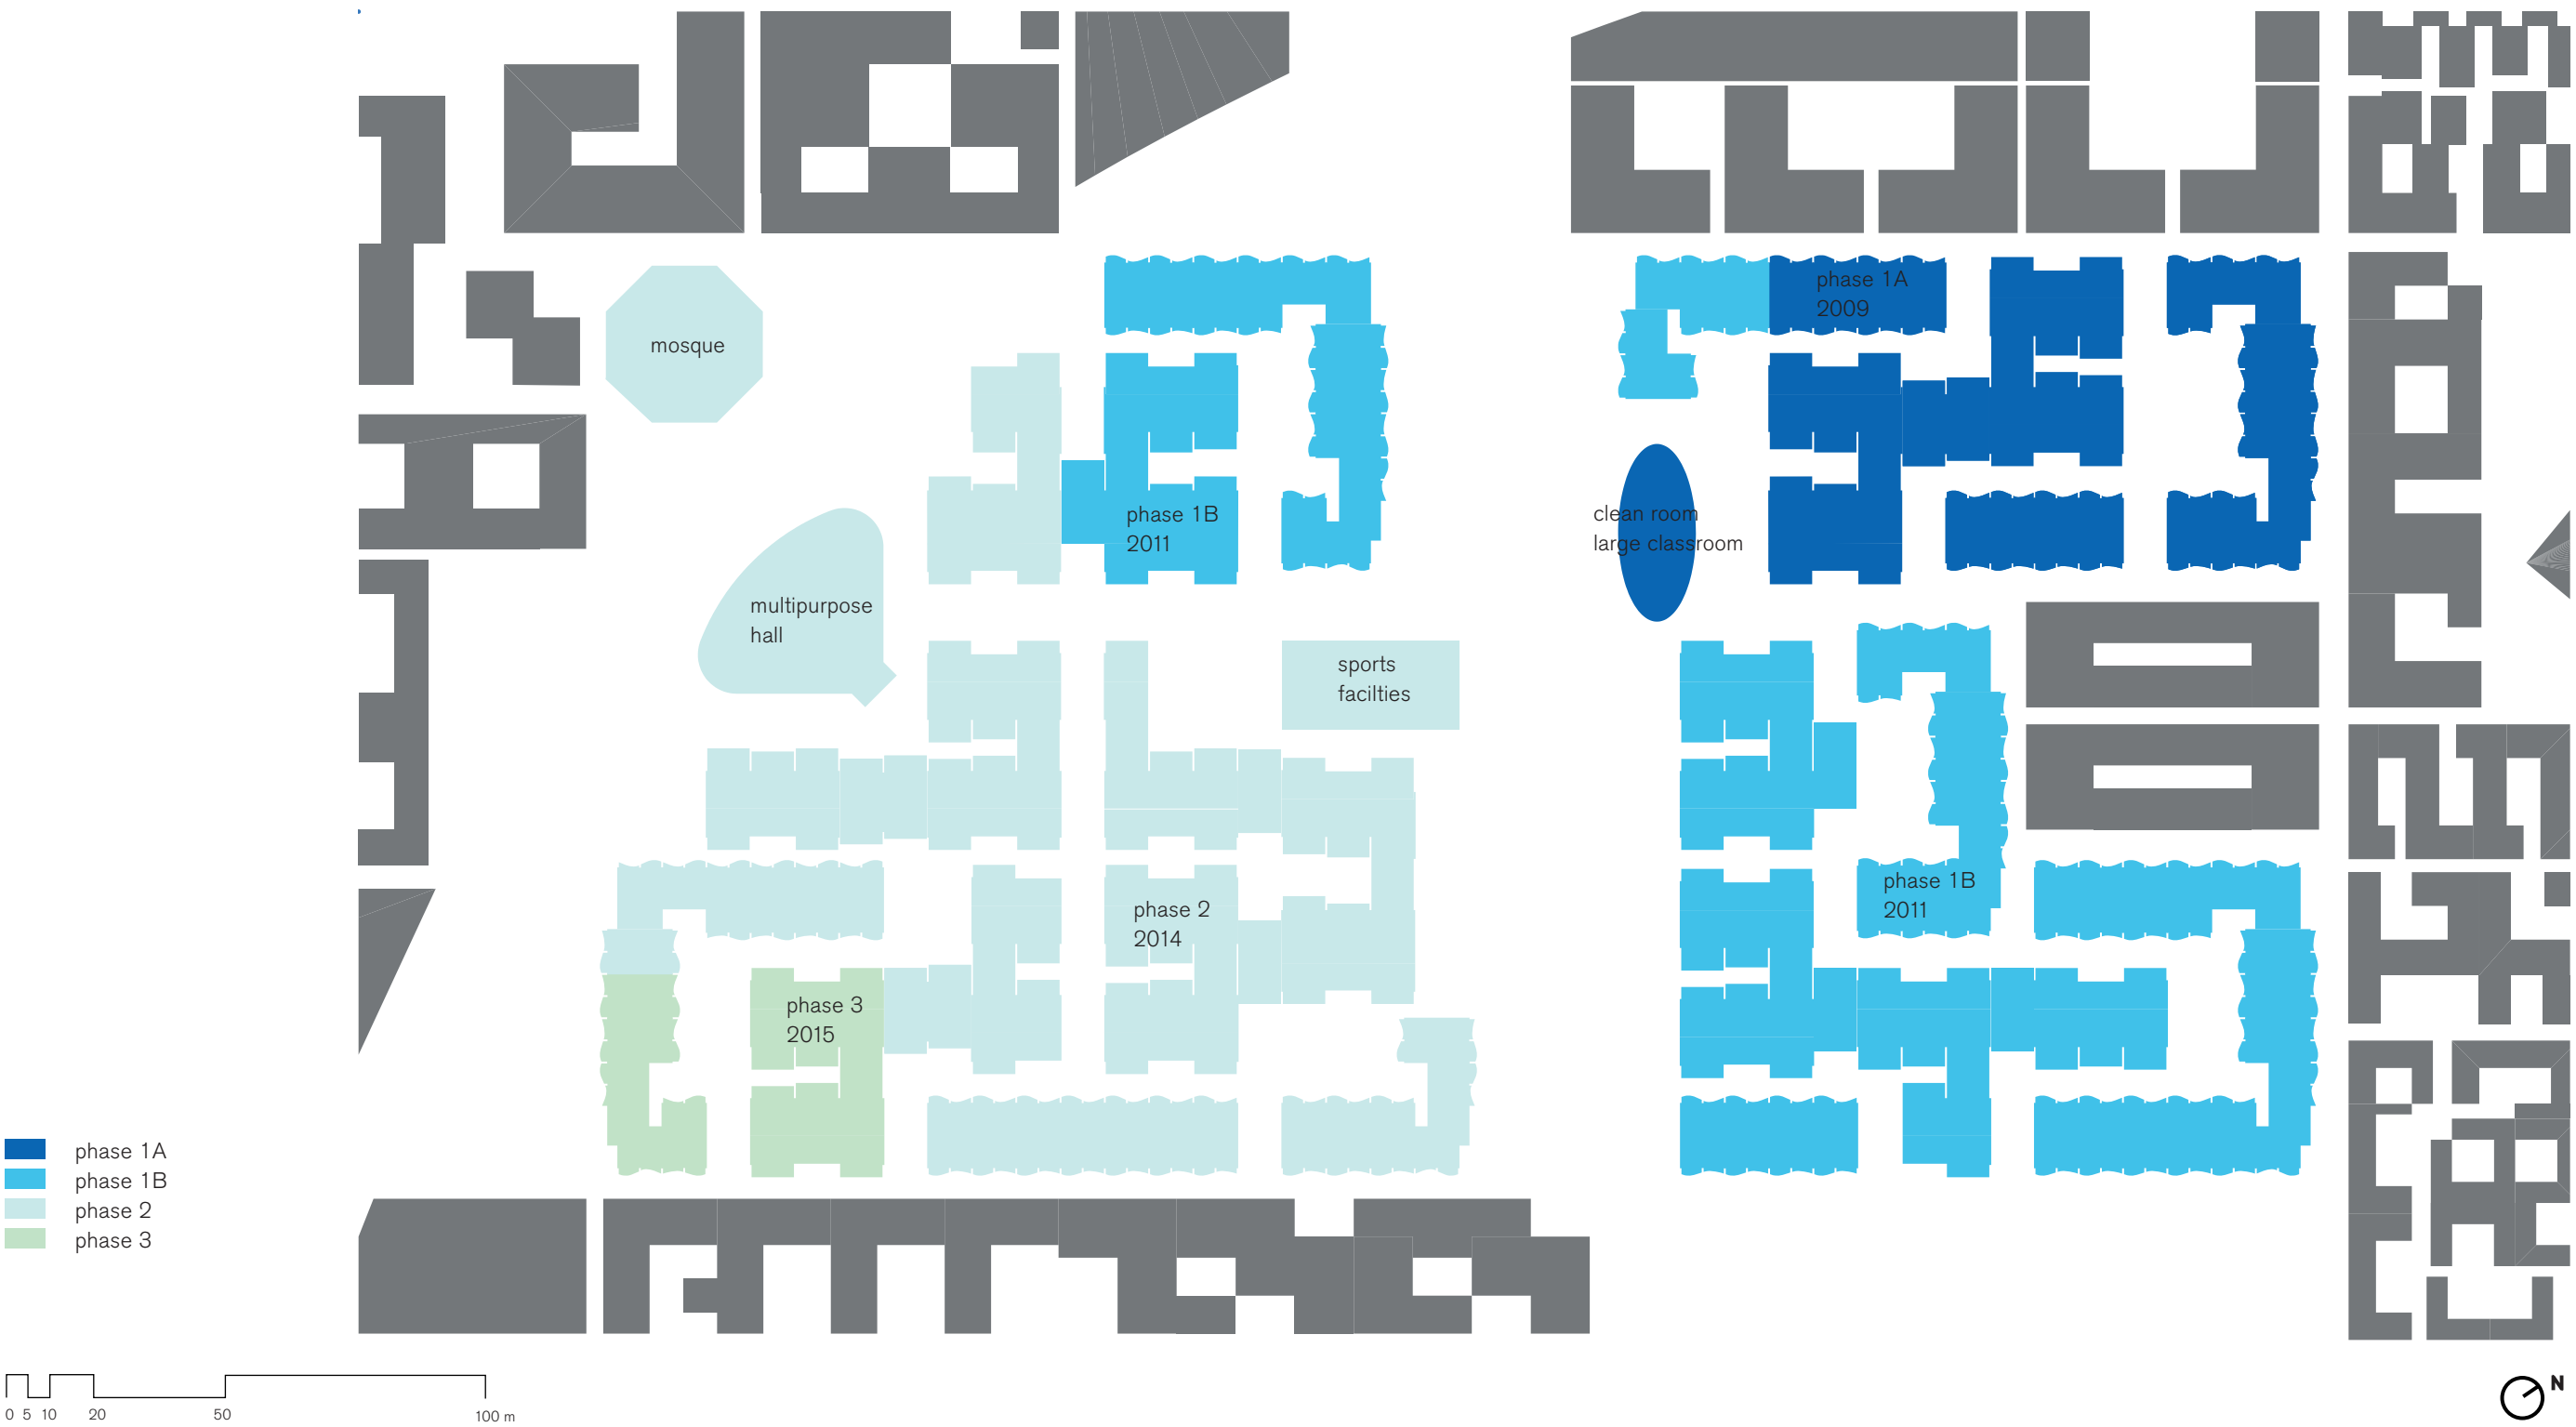 phase 1A
2009
mosque
clean room
large classroom
phase 1B
2011
multipurpose
hall
sports
facilties
phase 1B
2011
phase 2
2014
phase 3
2015
phase 1A
phase 1B
phase 2
phase 3
0 5 10 20 50 100 m
N